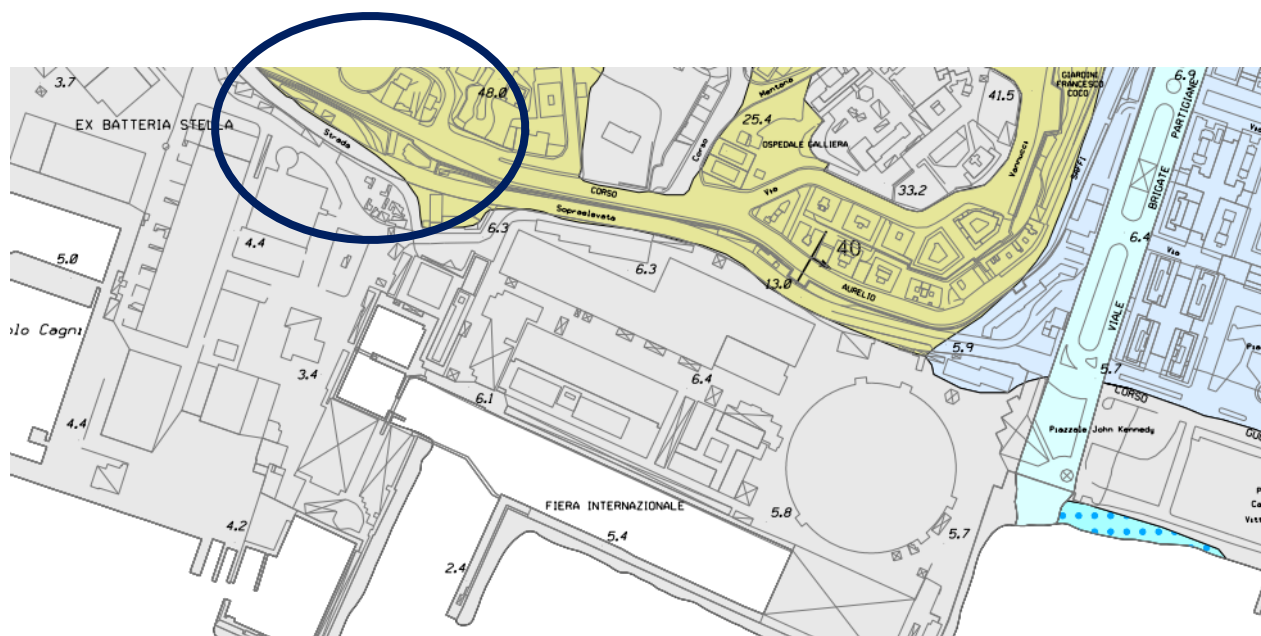 3.7
EX BATTERIA STELLA
Strada
48.0
4.4
5.0
olo Cagni
3.4
4.4
4.2
6.3
CORSO
Sopraelevata
6.3
Corso
Mentana
25.4
OSPEDALE GALLIERA
Via
41.5
33.2
Vannucci
GIARDINI
FRANCESCO
COCO
SAFFI
40
13.0
AURELIO
5.9
6.4
6.1
FIERA INTERNAZIONALE
5.4
2.4
5.8
5.7
6.0
VIALE
BRIGATE
PARTIGIANE
6.4
Via
5.7
CORSO
Piazzale John Kennedy